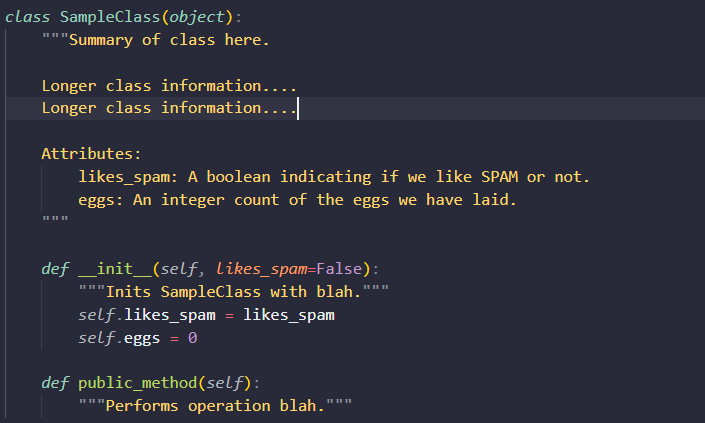 class SampleClass(object):
    """Summary of class here.

    Longer class information....
    Longer class information....

    Attributes:
        likes_spam: A boolean indicating if we like SPAM or not.
        eggs: An integer count of the eggs we have laid.
    """

    def __init__(self, likes_spam=False):
        """Inits SampleClass with blah."""
        self.likes_spam = likes_spam
        self.eggs = 0

    def public_method(self):
        """Performs operation blah."""